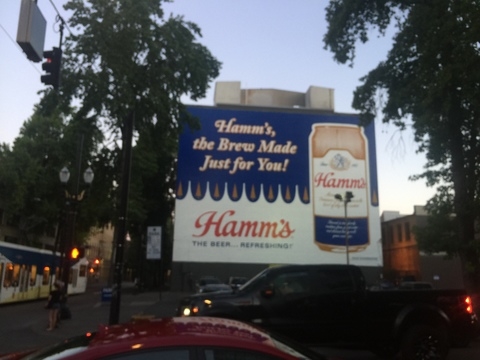 Hamm's,
the Brew Made
Just for You!
Hamm's
Hamm's
THE BEER... REFRESHING!